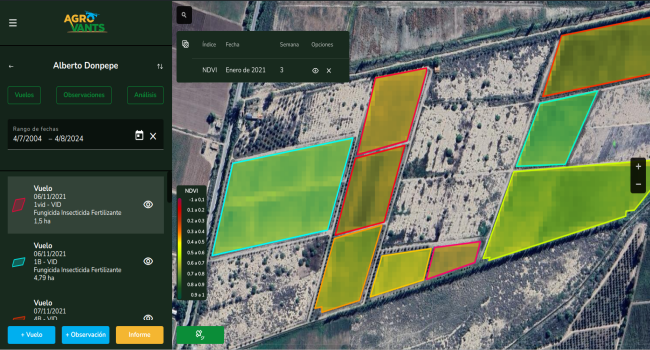 AGRO
VANTS
Alberto Donpepe
Vuelos
Observaciones
Análisis
Rango de fechas
4/7/2004 – 4/8/2024
Vuelo
06/11/2021
1vid - VID
Fungicida Insecticida Fertilizante
1,5 ha
Vuelo
06/11/2021
1B - VID
Fungicida Insecticida Fertilizante
4,79 ha
Vuelo
07/11/2021
4B - VID
+ Vuelo
+ Observación
Informe
Índice Fecha Semana Opciones
NDVI Enero de 2021 3
NDVI
-1 a 0,1
0.1 a 0.2
0.2 a 0.3
0.3 a 0.4
0.4 a 0.5
0.5 a 0.6
0.6 a 0.7
0.7 a 0.8
0.8 a 0.9
0.9 a 1
+
−